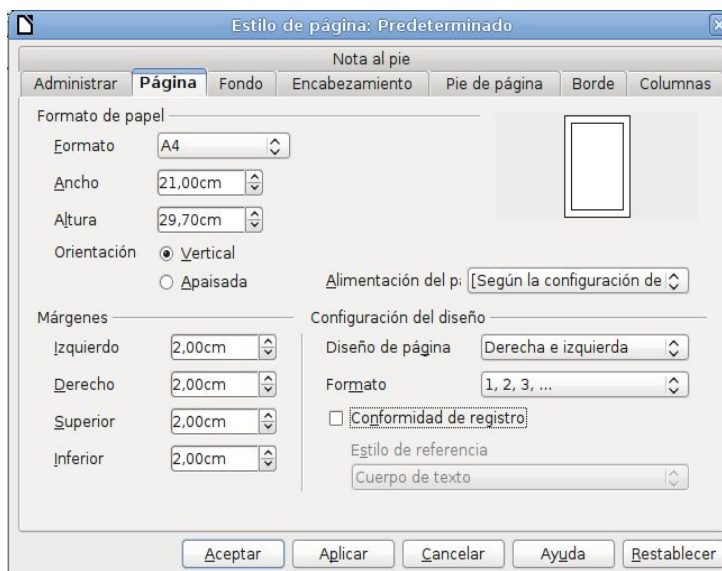 Estilo de página: Predeterminado
Nota al pie
Administrar Página Fondo Encabezamiento Pie de página Borde Columnas
Formato de papel
Formato A4
Ancho 21,00cm
Altura 29,70cm
Orientación Vertical
Apaisada Alimentación del pa [Según la configuración de
Márgenes Configuración del diseño
Izquierdo 2,00cm Diseño de página Derecha e izquierda
Derecho 2,00cm Formato 1, 2, 3, ...
Superior 2,00cm Conformidad de registro
Estilo de referencia
Inferior 2,00cm Cuerpo de texto
Aceptar Aplicar Cancelar Ayuda Restablecer